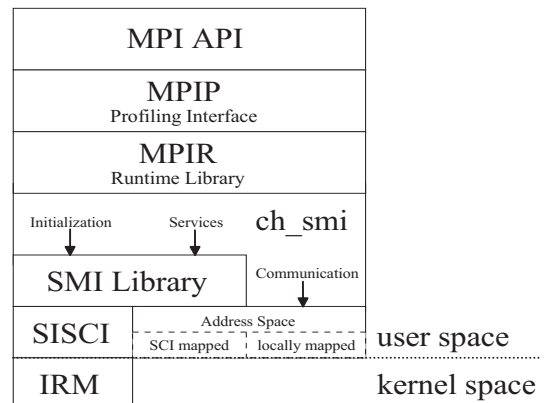 MPI API
MPIP
Profiling Interface
MPIR
Runtime Library
Initialization
Services
ch_smi
SMI Library
Communication
SISCI
Address Space
SCI mapped
locally mapped
user space
IRM
kernel space